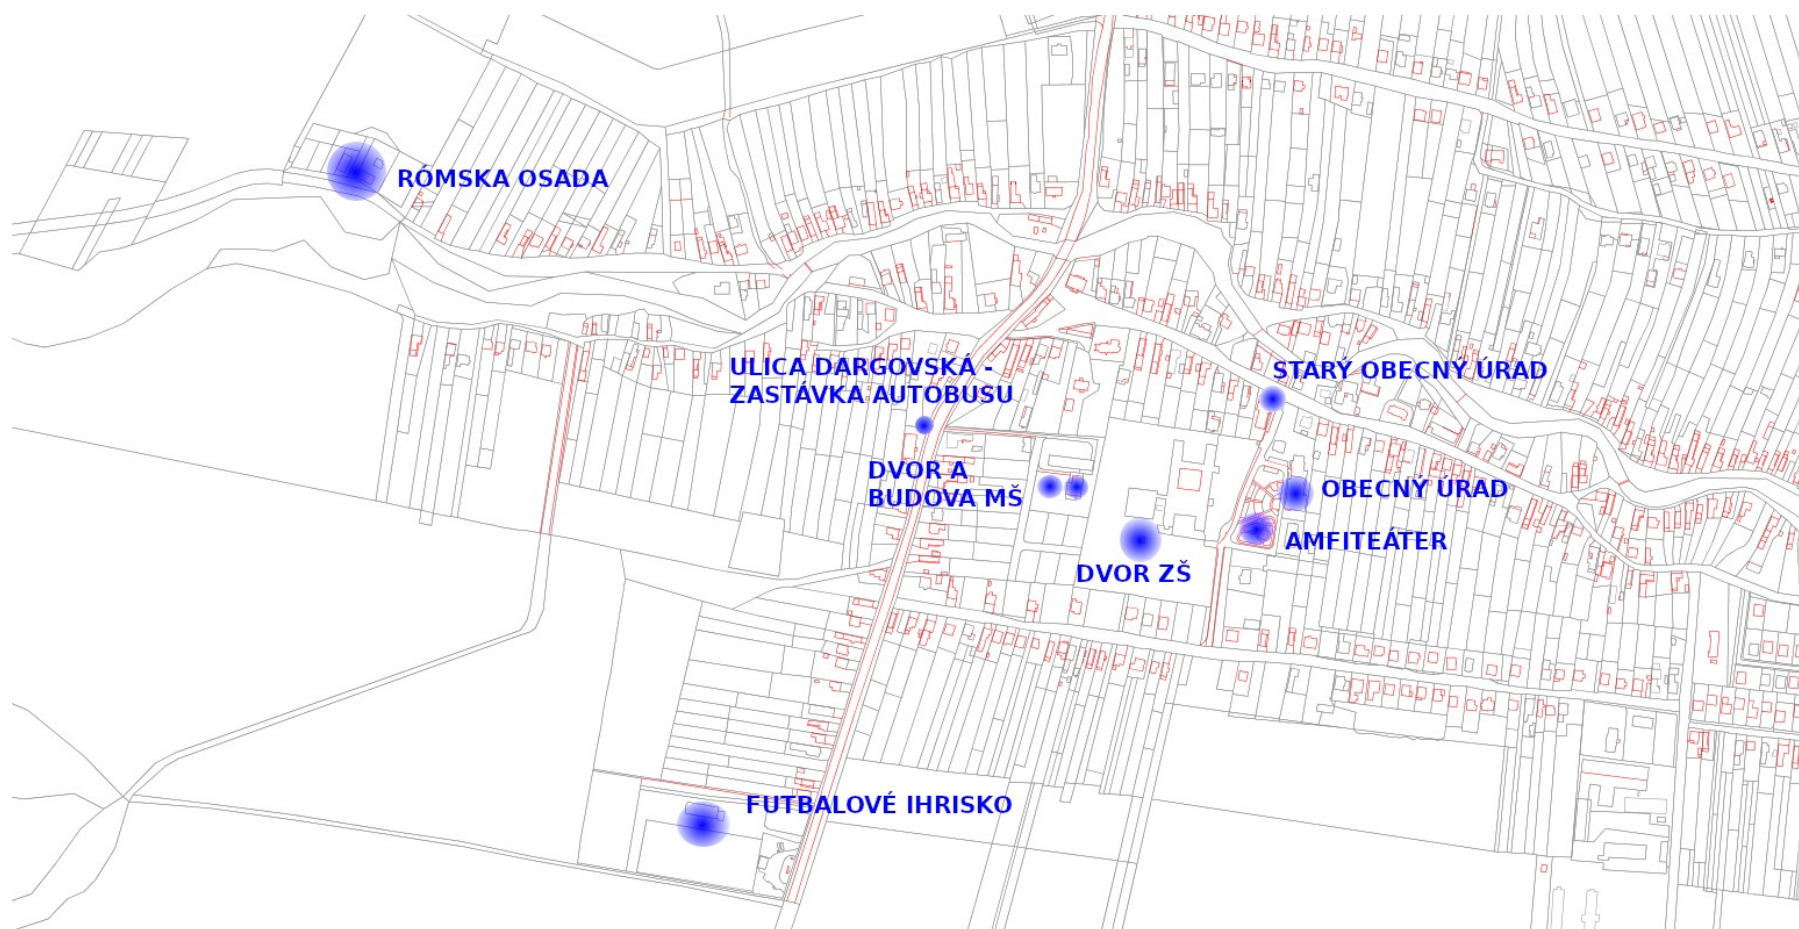 RÓMSKA OSADA
ULICA DARGOVSKÁ -
ZASTÁVKA AUTOBUSU
STARÝ OBECNÝ ÚRAD
DVOR A
BUDOVA MŠ
OBECNÝ ÚRAD
AMFITEÁTER
DVOR ZŠ
FUTBALOVÉ IHRISKO